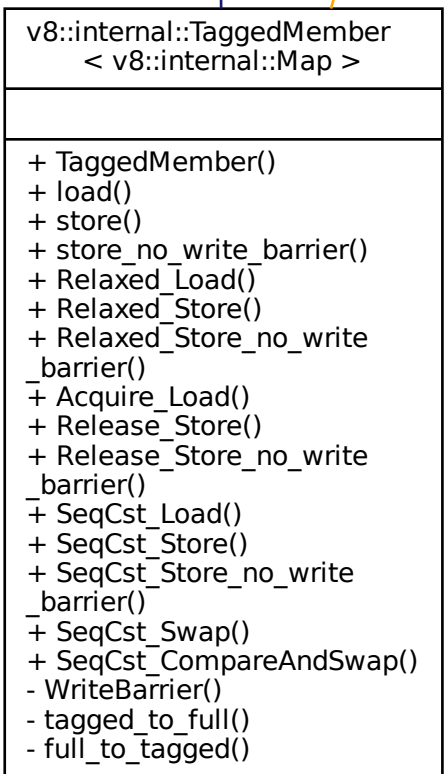 v8::internal::TaggedMember
< v8::internal::Map >
+ TaggedMember()
+ load()
+ store()
+ store_no_write_barrier()
+ Relaxed_Load()
+ Relaxed_Store()
+ Relaxed_Store_no_write
_barrier()
+ Acquire_Load()
+ Release_Store()
+ Release_Store_no_write
_barrier()
+ SeqCst_Load()
+ SeqCst_Store()
+ SeqCst_Store_no_write
_barrier()
+ SeqCst_Swap()
+ SeqCst_CompareAndSwap()
- WriteBarrier()
- tagged_to_full()
- full_to_tagged()